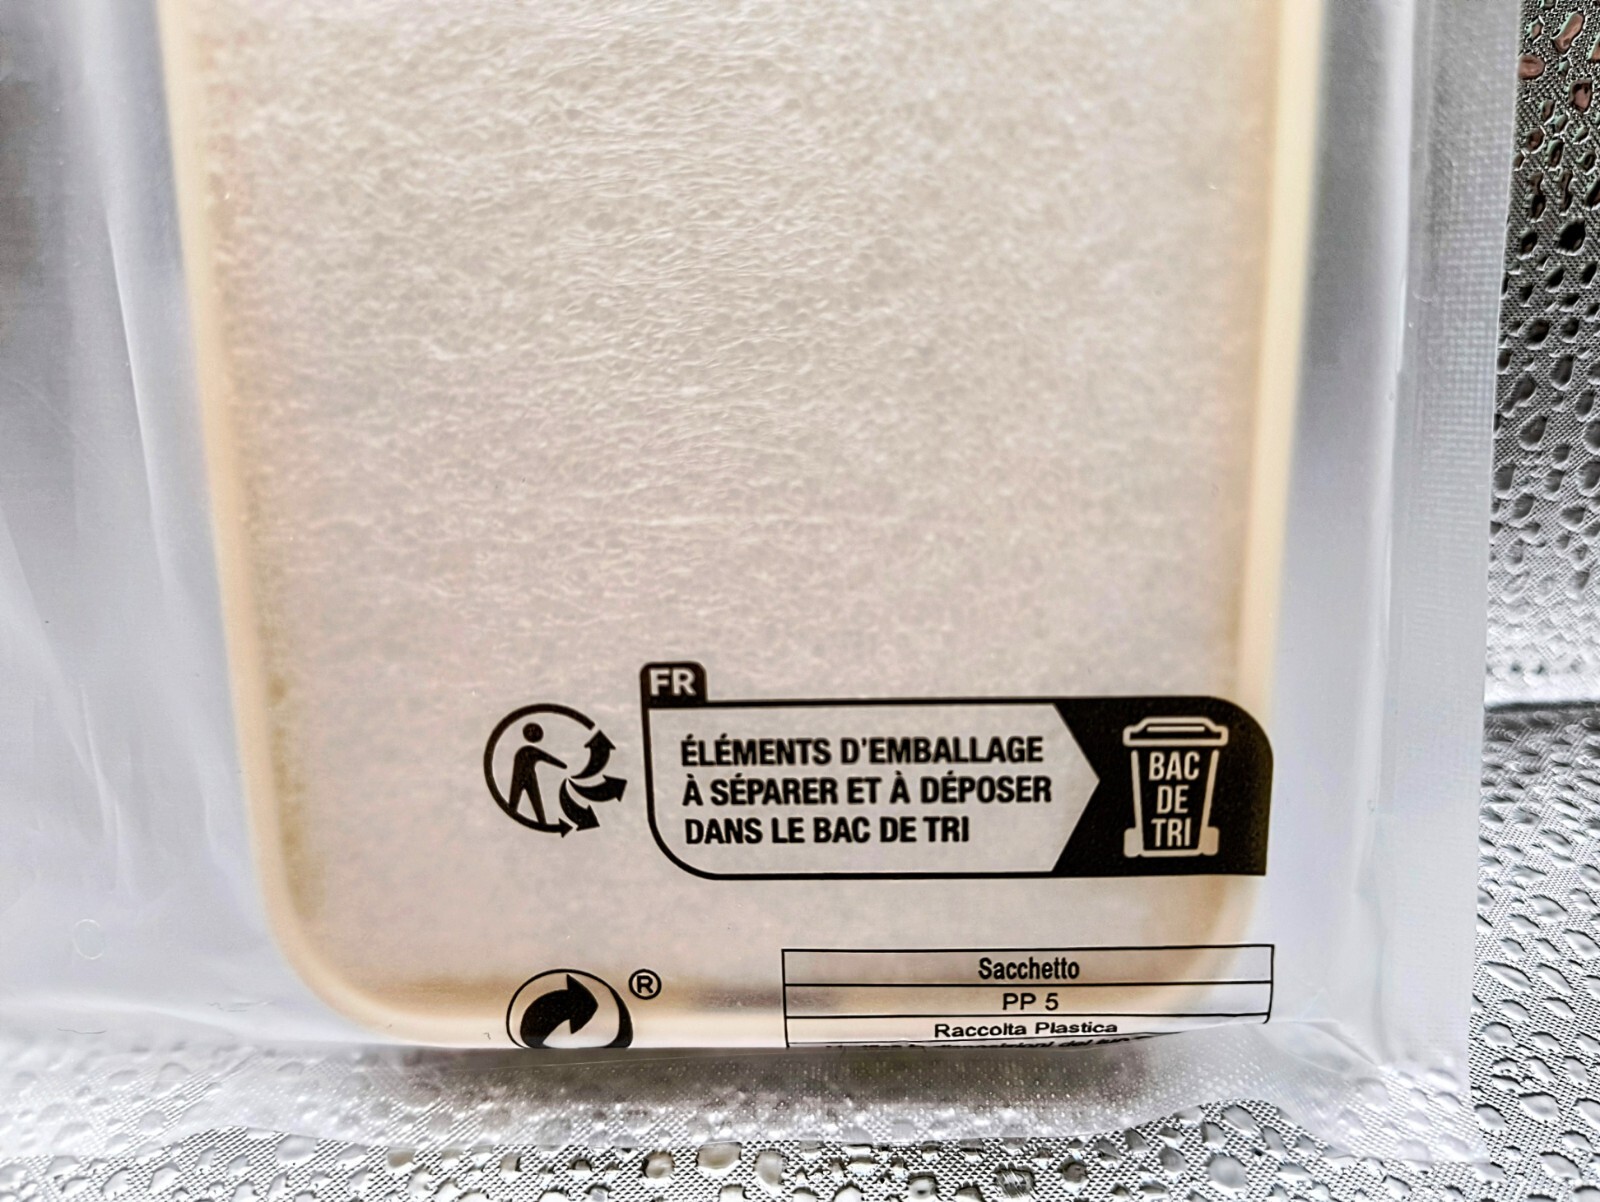 FR
ÉLÉMENTS D'EMBALLAGE
À SÉPARER ET À DÉPOSER
DANS LE BAC DE TRI
BAC
DE
TRI
®
Sacchetto
PP 5
Raccolta Plastica